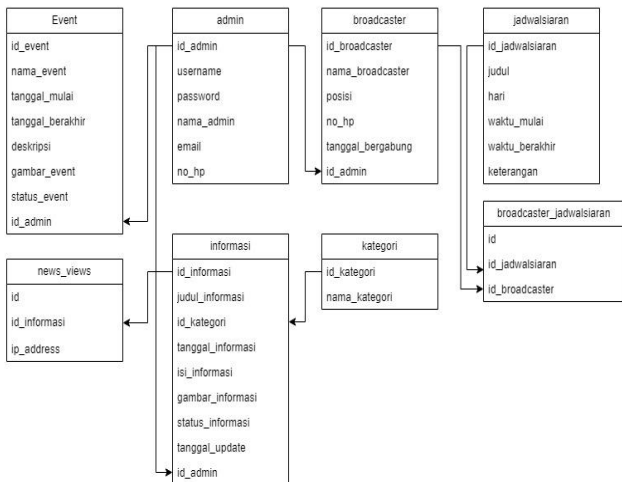 Event
id_event
nama_event
tanggal_mulai
tanggal_berakhir
deskripsi
gambar_event
status_event
id_admin
admin
id_admin
username
password
nama_admin
email
no_hp
broadcaster
id_broadcaster
nama_broadcaster
posisi
no_hp
tanggal_bergabung
id_admin
jadwalsiaran
id_jadwalsiaran
judul
hari
waktu_mulai
waktu_berakhir
keterangan
broadcaster_jadwalsiaran
id
id_jadwalsiaran
id_broadcaster
news_views
id
id_informasi
ip_address
informasi
id_informasi
judul_informasi
id_kategori
tanggal_informasi
isi_informasi
gambar_informasi
status_informasi
tanggal_update
id_admin
kategori
id_kategori
nama_kategori